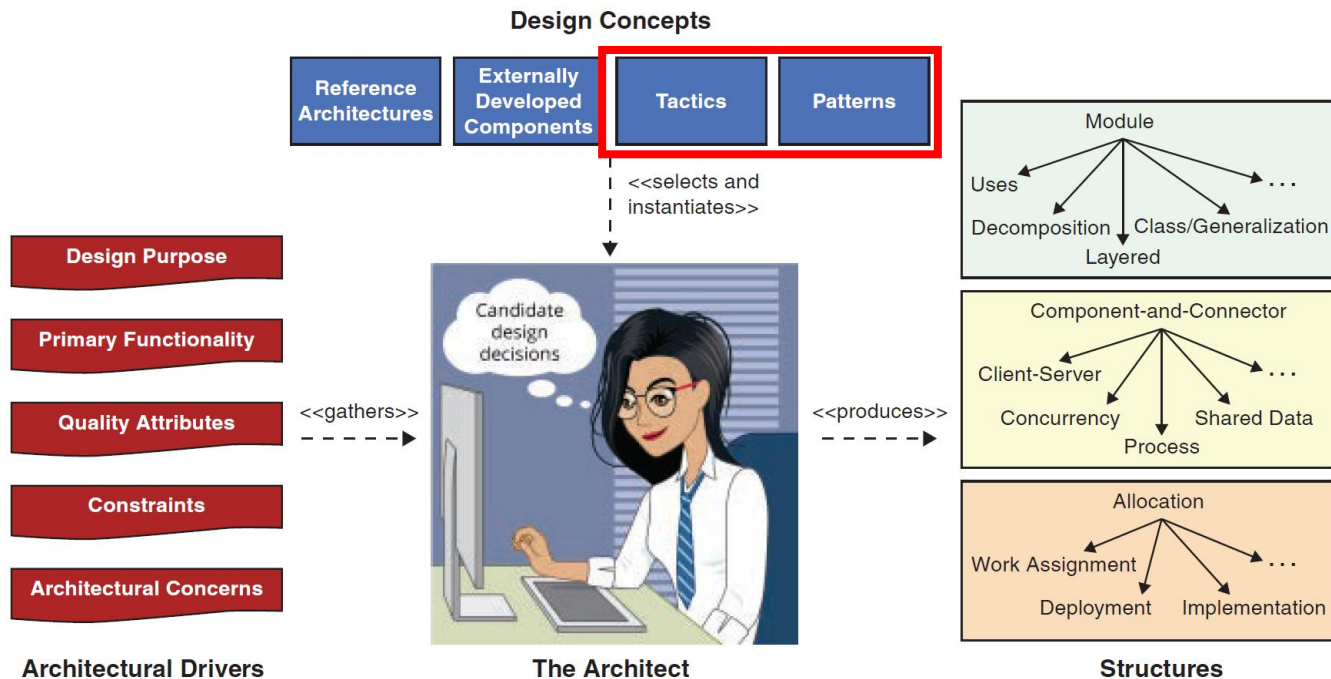 Design Concepts
Reference
Architectures
Externally
Developed
Components
Tactics
Patterns
<<selects and
instantiates>>
Design Purpose
Primary Functionality
Quality Attributes
Constraints
Architectural Concerns
Architectural Drivers
<<gathers>>
Candidate
design
decisions
The Architect
<<produces>>
Module
Uses
...
Decomposition
Class/Generalization
Layered
Component-and-Connector
Client-Server
...
Concurrency
Shared Data
Process
Allocation
Work Assignment
...
Deployment
Implementation
Structures